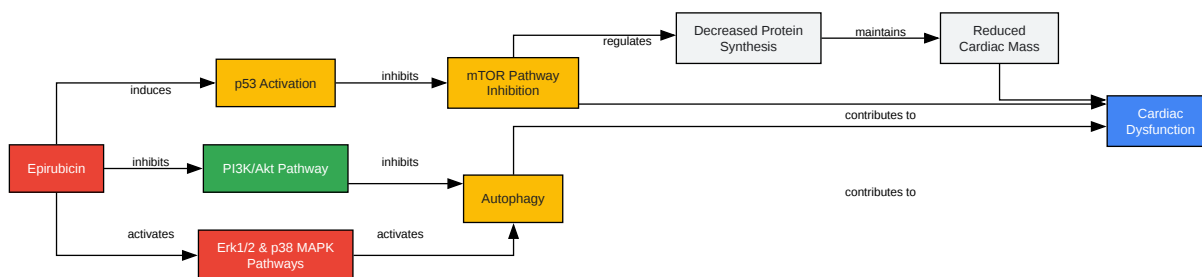 Decreased Protein
Synthesis
Reduced
Cardiac Mass
regulates
maintains
p53 Activation
inhibits
mTOR Pathway
Inhibition
induces
contributes to
Cardiac
Dysfunction
Epirubicin
inhibits
PI3K/Akt Pathway
inhibits
Autophagy
contributes to
activates
Erk1/2 & p38 MAPK
Pathways
activates